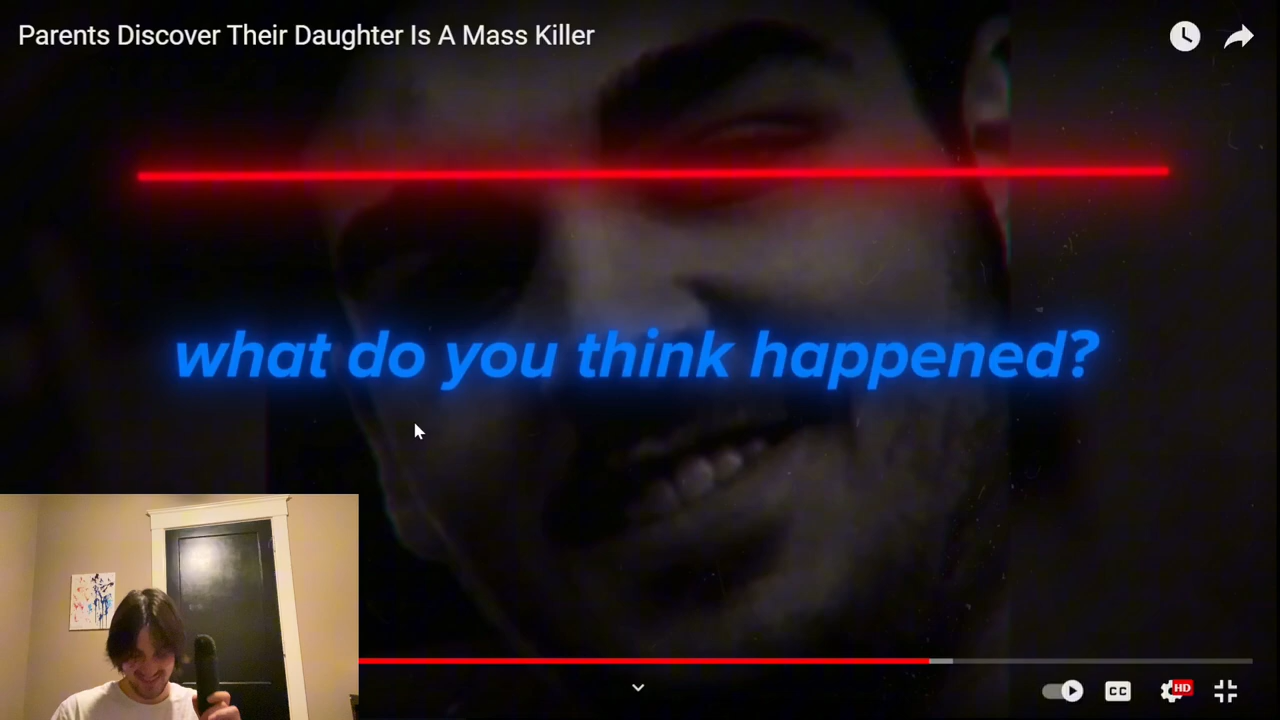 Parents Discover Their Daughter Is A Mass Killer
what do you think happened?
CC
HD